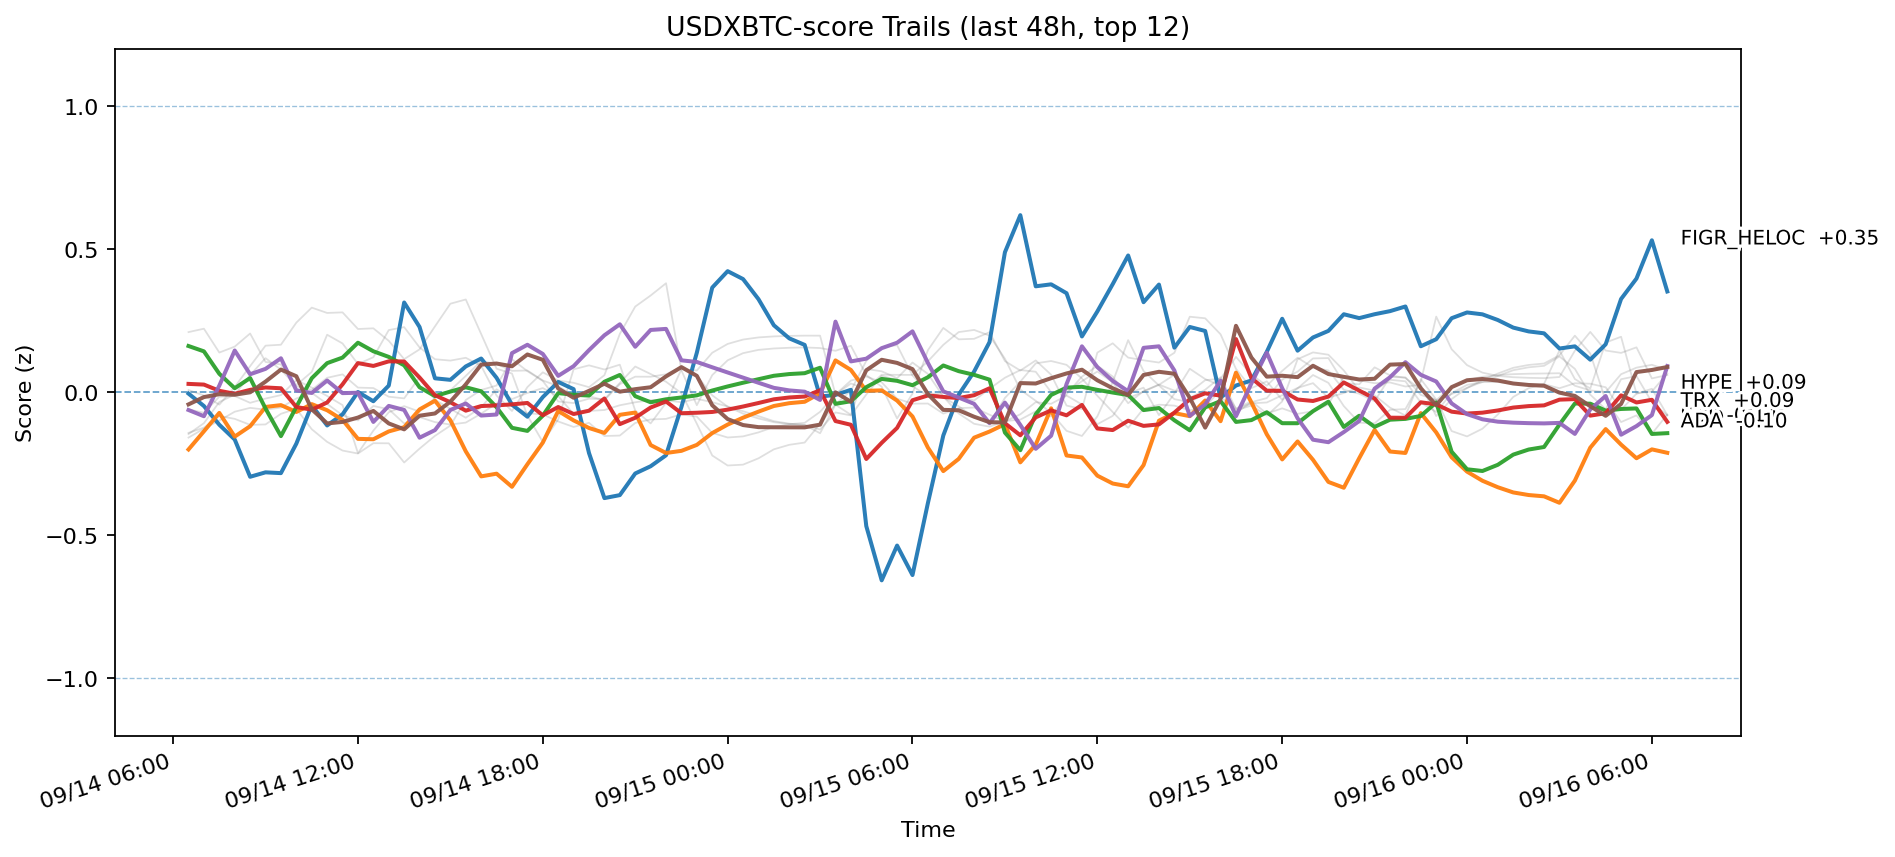 USDXBTC-score Trails (last 48h, top 12)
Score (z)
1.0
0.5
0.0
−0.5
−1.0
FIGR_HELOC +0.35
HYPE +0.09
TRX +0.09
ADA -0.10
09/14 06:00
09/14 12:00
09/14 18:00
09/15 00:00
09/15 06:00
09/15 12:00
09/15 18:00
09/16 00:00
09/16 06:00
Time